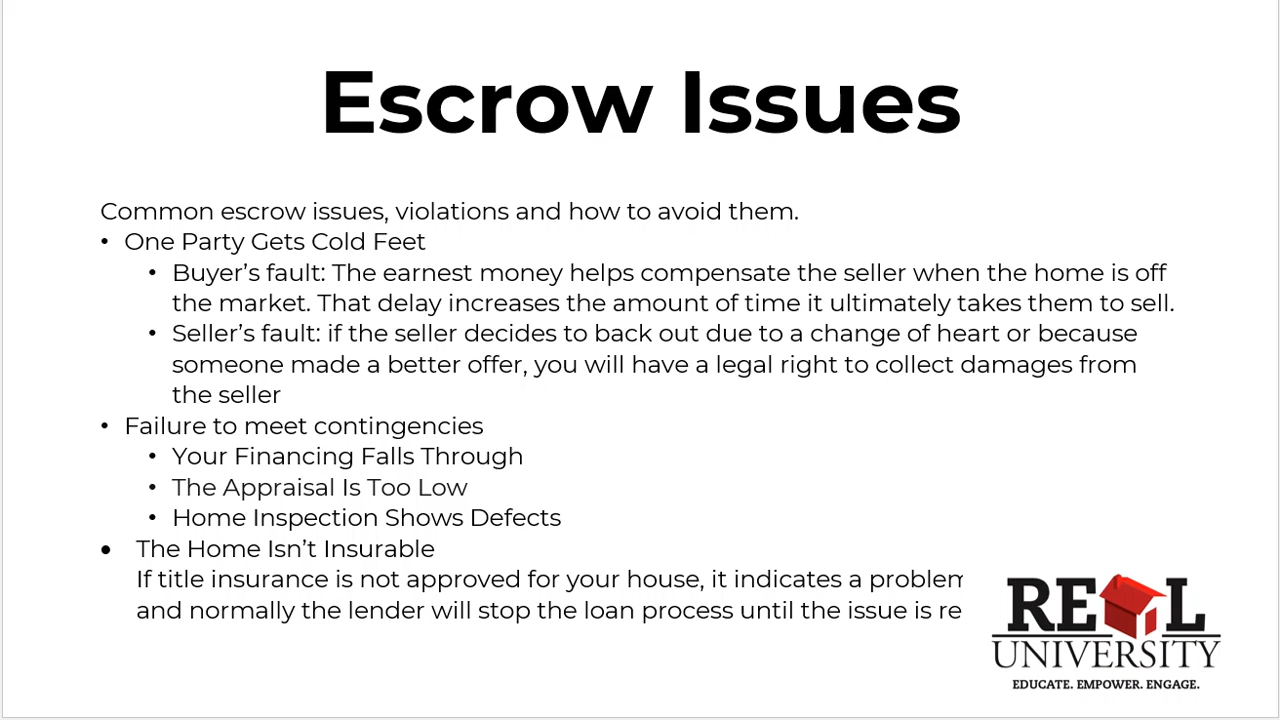 Escrow Issues
Common escrow issues, violations and how to avoid them.
• One Party Gets Cold Feet
• Buyer’s fault: The earnest money helps compensate the seller when the home is off
the market. That delay increases the amount of time it ultimately takes them to sell.
• Seller’s fault: if the seller decides to back out due to a change of heart or because
someone made a better offer, you will have a legal right to collect damages from
the seller
• Failure to meet contingencies
• Your Financing Falls Through
• The Appraisal Is Too Low
• Home Inspection Shows Defects
• The Home Isn’t Insurable
If title insurance is not approved for your house, it indicates a problem
and normally the lender will stop the loan process until the issue is re
REAL
UNIVERSITY
EDUCATE. EMPOWER. ENGAGE.